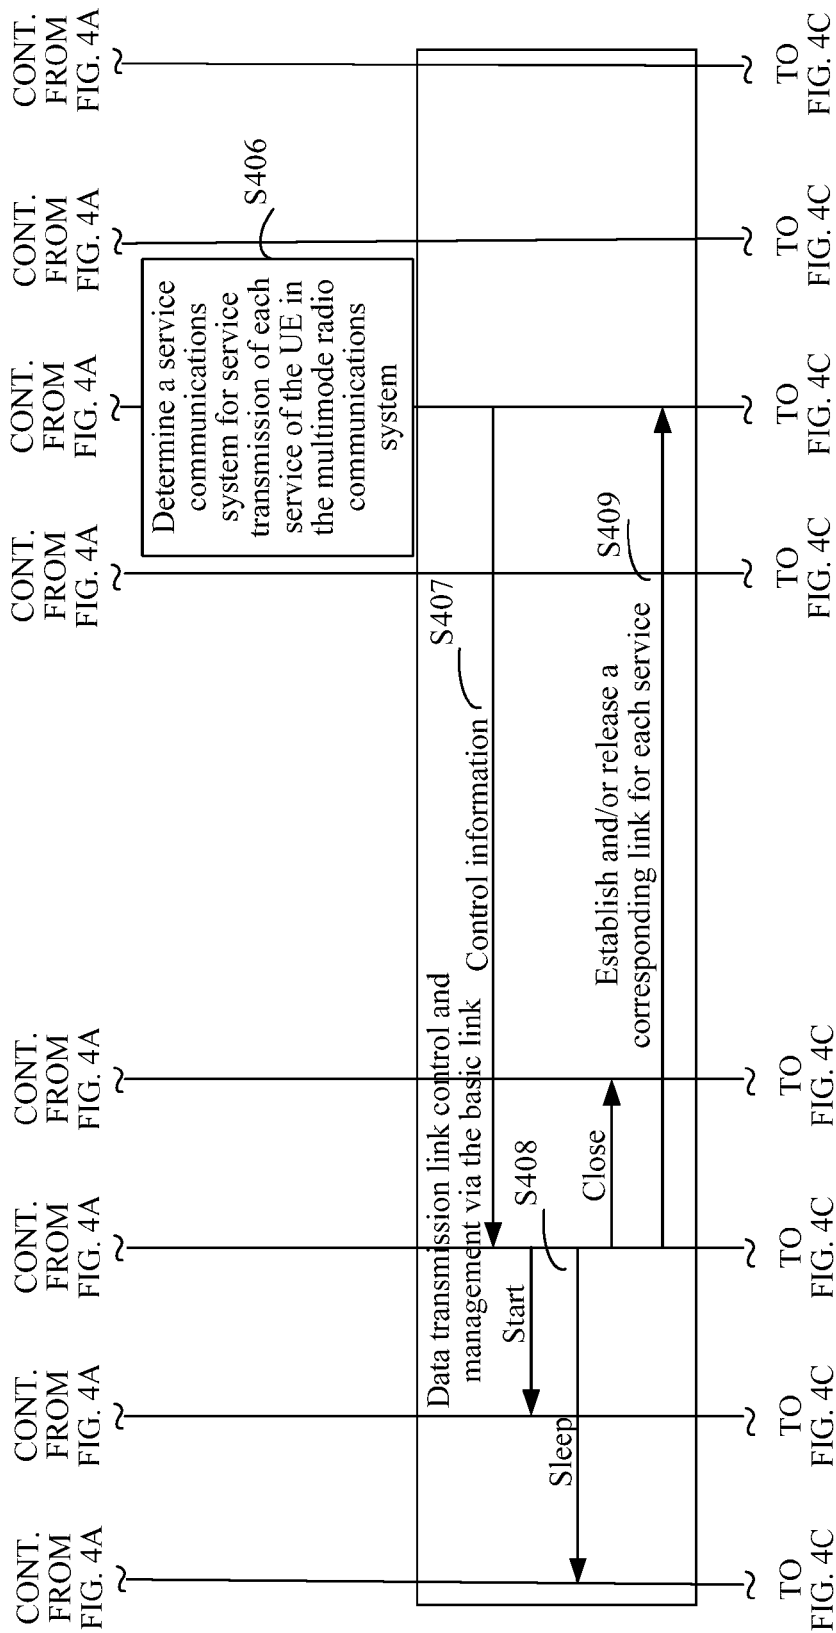 CONT.
FROM
FIG. 4A
CONT.
FROM
FIG. 4A
CONT.
FROM
FIG. 4A
CONT.
FROM
FIG. 4A
CONT.
FROM
FIG. 4A
CONT.
FROM
FIG. 4A
CONT.
FROM
FIG. 4A
CONT.
FROM
FIG. 4A
Determine a service
communications
system for service
transmission of each
service of the UE in
the multimode radio
communications
system
S406
Data transmission link control and
management via the basic link
Control information
S407
Start
Sleep
S408
Close
Establish and/or release a
corresponding link for each service
S409
TO
FIG. 4C
TO
FIG. 4C
TO
FIG. 4C
TO
FIG. 4C
TO
FIG. 4C
TO
FIG. 4C
TO
FIG. 4C
TO
FIG. 4C